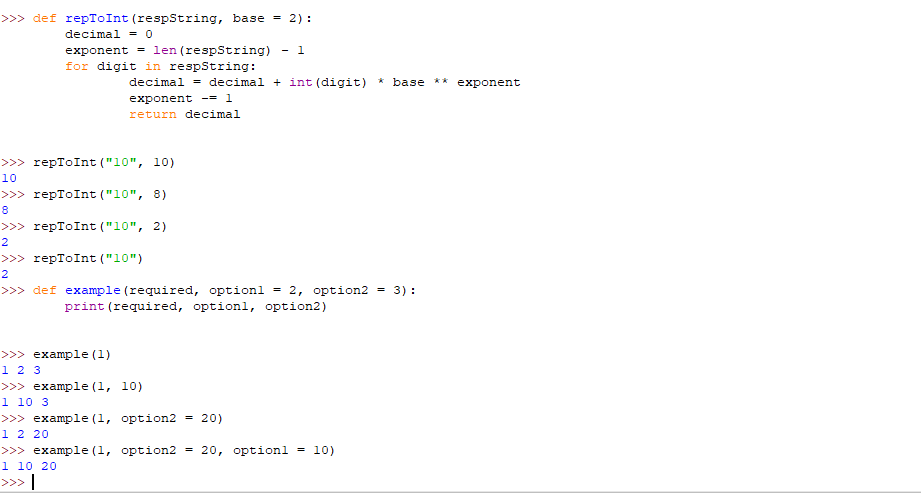 >>> def repToInt(respString, base = 2):
        decimal = 0
        exponent = len(respString) - 1
        for digit in respString:
                decimal = decimal + int(digit) * base ** exponent
                exponent -= 1
                return decimal
>>> repToInt("10", 10)
10
>>> repToInt("10", 8)
8
>>> repToInt("10", 2)
2
>>> repToInt("10")
2
>>> def example(required, option1 = 2, option2 = 3):
        print(required, option1, option2)
>>> example(1)
1 2 3
>>> example(1, 10)
1 10 3
>>> example(1, option2 = 20)
1 2 20
>>> example(1, option2 = 20, option1 = 10)
1 10 20
>>>